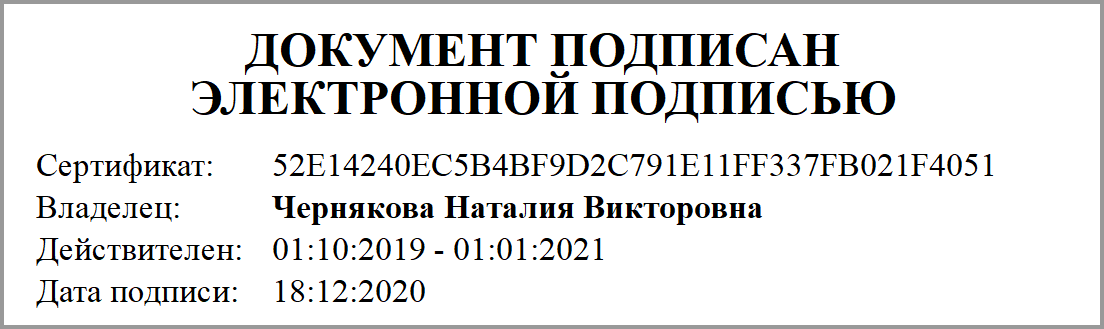 ДОКУМЕНТ ПОДПИСАН
ЭЛЕКТРОННОЙ ПОДПИСЬЮ
Сертификат: 52E14240EC5B4BF9D2C791E11FF337FB021F4051
Владелец: Чернякова Наталия Викторовна
Действителен: 01:10:2019 - 01:01:2021
Дата подписи: 18:12:2020